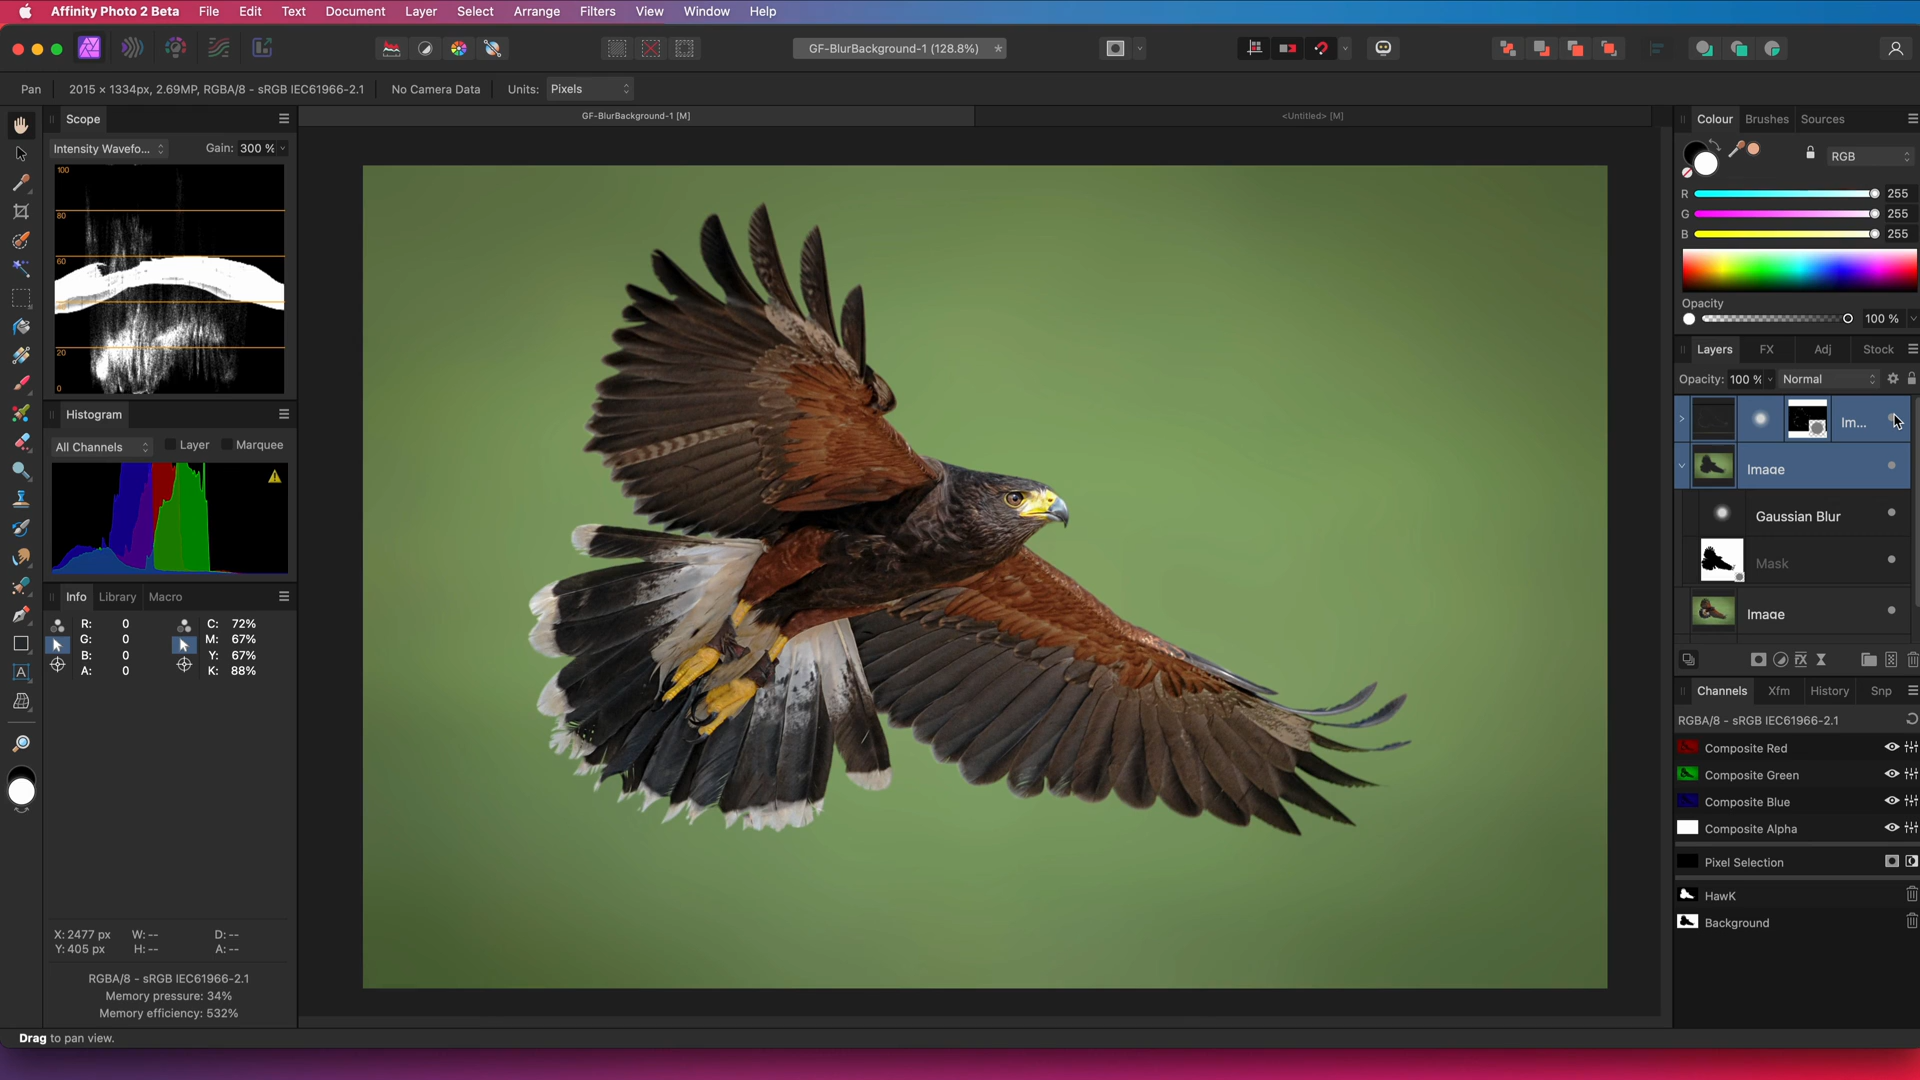 Affinity Photo 2 Beta File Edit Text Document Layer Select Arrange Filters View Window Help
GF-BlurBackground-1 (128.8%) *
Pan 2015 × 1334px, 2.69MP, RGBA/8 - sRGB IEC61966-2.1 No Camera Data Units: Pixels
GF-BlurBackground-1 [M] <Untitled> [M]
Scope
Intensity Wavefo... Gain: 300 %
100
80
60
20
0
Histogram
All Channels Layer Marquee
Info Library Macro
R: 0 C: 72%
G: 0 M: 67%
B: 0 Y: 67%
A: 0 K: 88%
X: 2477 px W: -- D: --
Y: 405 px H: -- A: --
RGBA/8 - sRGB IEC61966-2.1
Memory pressure: 34%
Memory efficiency: 532%
Drag to pan view.
Colour Brushes Sources
RGB
R 255
G 255
B 255
Opacity
100 %
Layers FX Adj Stock
Opacity: 100 % Normal
Im...
Image
Gaussian Blur
Mask
Image
Channels Xfm History Snp
RGBA/8 - sRGB IEC61966-2.1
Composite Red
Composite Green
Composite Blue
Composite Alpha
Pixel Selection
HawK
Background